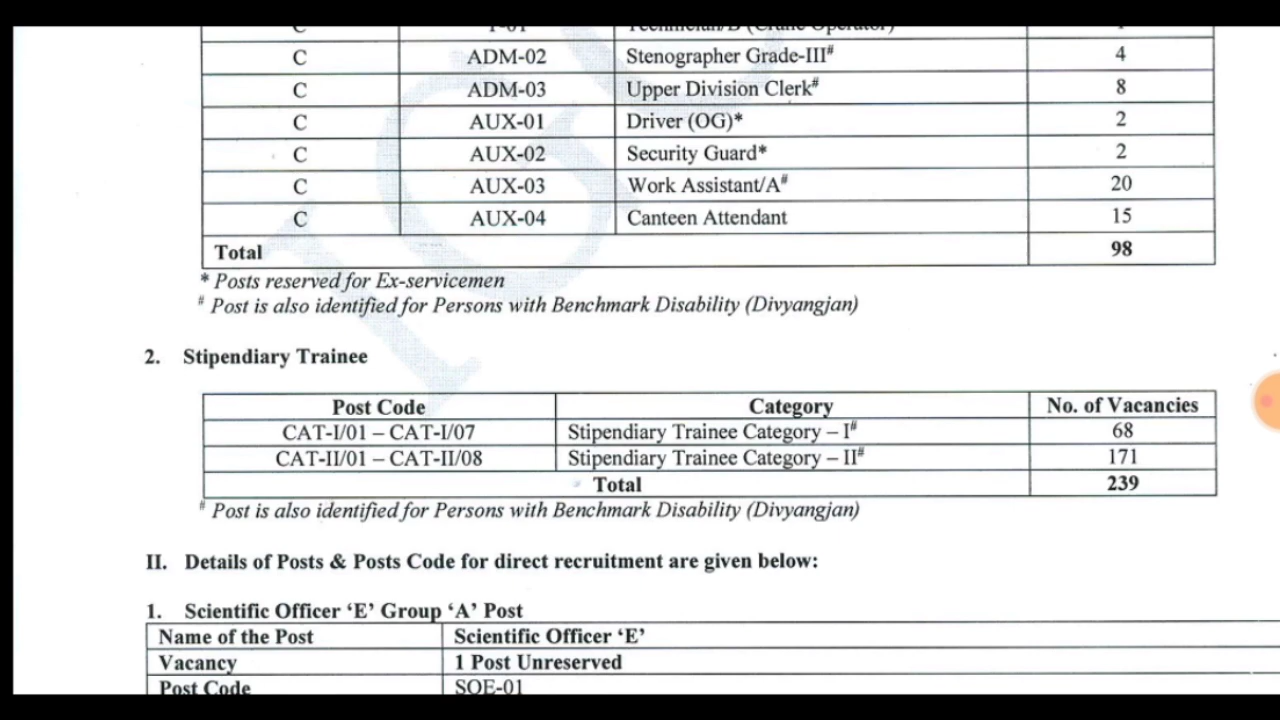 C T-01 Technician/B (Crane Operator) 1
C ADM-02 Stenographer Grade-III# 4
C ADM-03 Upper Division Clerk# 8
C AUX-01 Driver (OG)* 2
C AUX-02 Security Guard* 2
C AUX-03 Work Assistant/A# 20
C AUX-04 Canteen Attendant 15
Total 98
* Posts reserved for Ex-servicemen
# Post is also identified for Persons with Benchmark Disability (Divyangjan)
2. Stipendiary Trainee
Post Code Category No. of Vacancies
CAT-I/01 – CAT-I/07 Stipendiary Trainee Category – I# 68
CAT-II/01 – CAT-II/08 Stipendiary Trainee Category – II# 171
Total 239
# Post is also identified for Persons with Benchmark Disability (Divyangjan)
II. Details of Posts & Posts Code for direct recruitment are given below:
1. Scientific Officer ‘E’ Group ‘A’ Post
Name of the Post Scientific Officer ‘E’
Vacancy 1 Post Unreserved
Post Code SOE-01